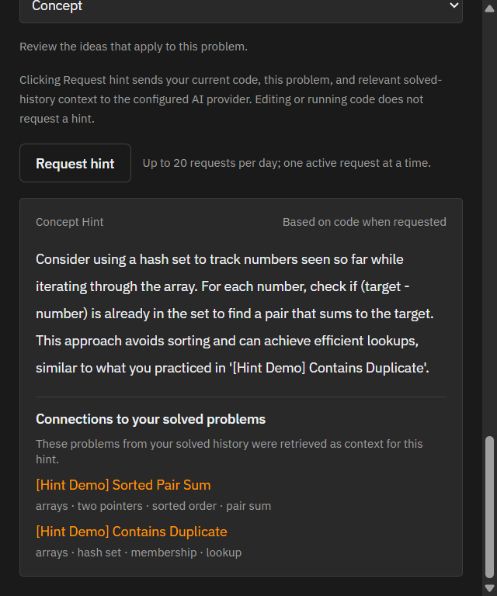 Concept
Review the ideas that apply to this problem.
Clicking Request hint sends your current code, this problem, and relevant solved-
history context to the configured AI provider. Editing or running code does not
request a hint.
Request hint
Up to 20 requests per day; one active request at a time.
Concept Hint
Based on code when requested
Consider using a hash set to track numbers seen so far while
iterating through the array. For each number, check if (target -
number) is already in the set to find a pair that sums to the target.
This approach avoids sorting and can achieve efficient lookups,
similar to what you practiced in '[Hint Demo] Contains Duplicate'.
Connections to your solved problems
These problems from your solved history were retrieved as context for this
hint.
[Hint Demo] Sorted Pair Sum
arrays · two pointers · sorted order · pair sum
[Hint Demo] Contains Duplicate
arrays · hash set · membership · lookup